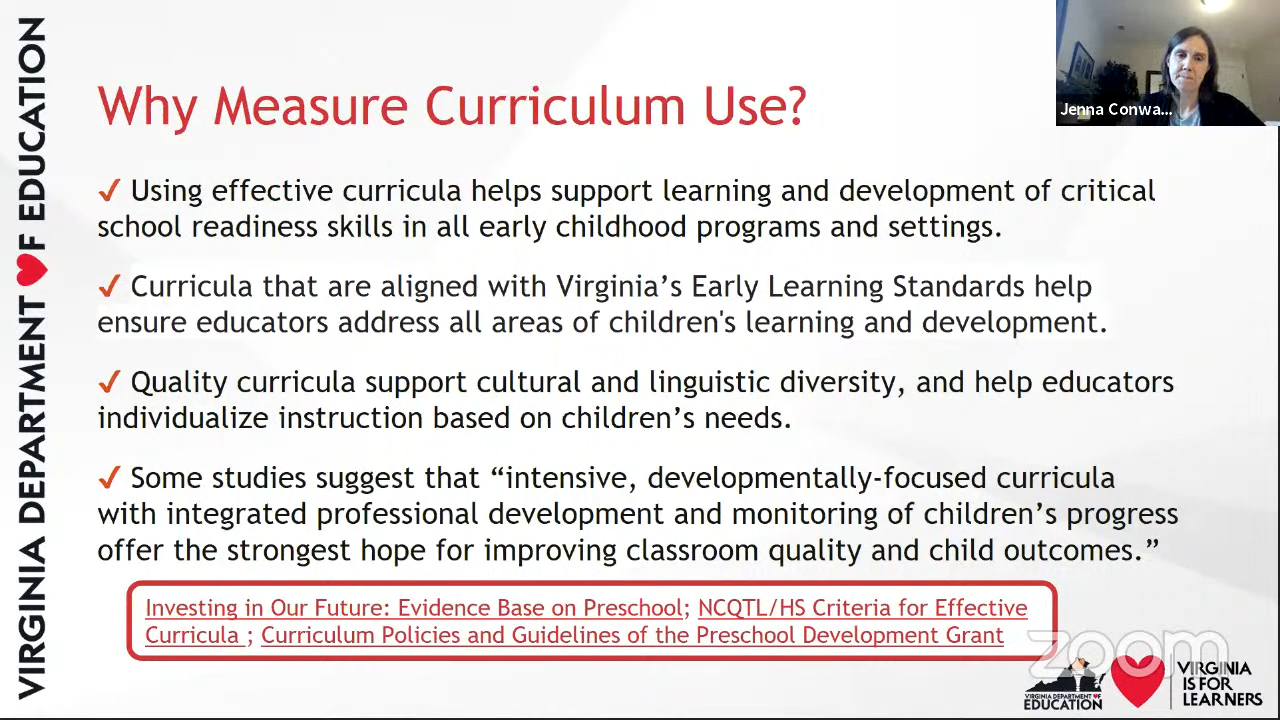 VIRGINIA DEPARTMENT OF EDUCATION
Why Measure Curriculum Use?
Jenna Conwa...
✓ Using effective curricula helps support learning and development of critical
school readiness skills in all early childhood programs and settings.
✓ Curricula that are aligned with Virginia’s Early Learning Standards help
ensure educators address all areas of children's learning and development.
✓ Quality curricula support cultural and linguistic diversity, and help educators
individualize instruction based on children’s needs.
✓ Some studies suggest that “intensive, developmentally-focused curricula
with integrated professional development and monitoring of children’s progress
offer the strongest hope for improving classroom quality and child outcomes.”
Investing in Our Future: Evidence Base on Preschool; NCQTL/HS Criteria for Effective
Curricula ; Curriculum Policies and Guidelines of the Preschool Development Grant
zoom
VIRGINIA DEPARTMENT OF
EDUCATION
VIRGINIA
IS FOR
LEARNERS